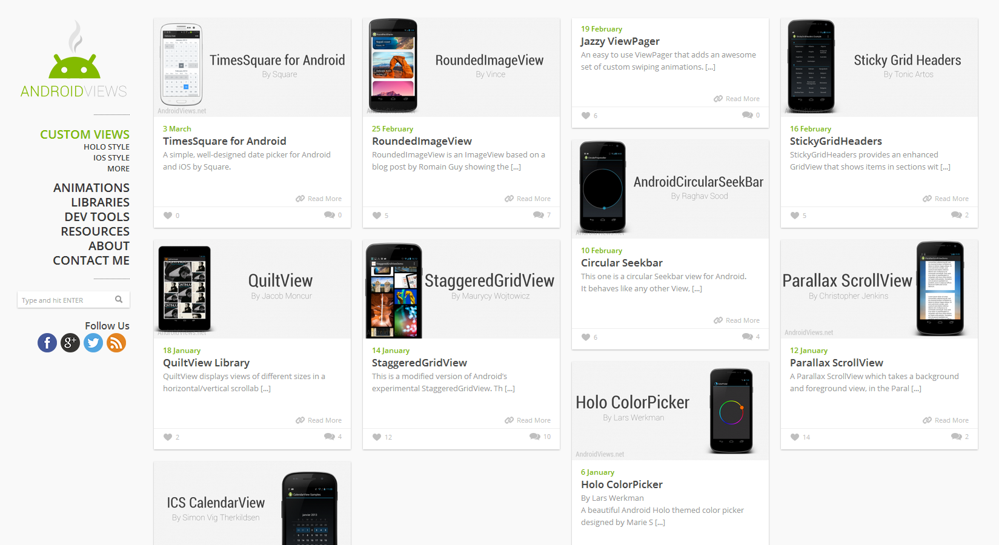 ANDROIDVIEWS
CUSTOM VIEWS
HOLO STYLE
IOS STYLE
MORE
ANIMATIONS
LIBRARIES
DEV TOOLS
RESOURCES
ABOUT
CONTACT ME
Type and hit ENTER
Follow Us
TimesSquare for Android
By Square
AndroidViews.net
3 March
TimesSquare for Android
A simple, well-designed date picker for Android
and iOS by Square.
Read More
0
0
RoundedImageView
By Vince
AndroidViews.net
25 February
RoundedImageView
RoundedImageView is an ImageView based on a
blog post by Romain Guy showing the [...]
Read More
5
7
19 February
Jazzy ViewPager
An easy to use ViewPager that adds an awesome
set of custom swiping animations. [...]
Read More
6
0
Sticky Grid Headers
By Tonic Artos
AndroidViews.net
16 February
StickyGridHeaders
StickyGridHeaders provides an enhanced
GridView that shows items in sections wit [...]
Read More
5
2
AndroidCircularSeekBar
By Raghav Sood
AndroidViews.net
10 February
Circular Seekbar
This one is a circular Seekbar view for Android.
It behaves like any other View, [...]
Read More
6
4
QuiltView
By Jacob Moncur
AndroidViews.net
18 January
QuiltView Library
QuiltView displays views of different sizes in a
horizontal/vertical scrollab [...]
Read More
2
4
StaggeredGridView
By Maurycy Wojtowicz
14 January
StaggeredGridView
This is a modified version of Android’s
experimental StaggeredGridView. Th [...]
Read More
12
10
Parallax ScrollView
By Christopher Jenkins
AndroidViews.net
12 January
Parallax ScrollView
A Parallax ScrollView which takes a background
and foreground view, in the Paral [...]
Read More
14
2
Holo ColorPicker
By Lars Werkman
AndroidViews.net
6 January
Holo ColorPicker
By Lars Werkman
A beautiful Android Holo themed color picker
designed by Marie S [...]
ICS CalendarView
By Simon Vig Therkildsen
CalendarView Samples
janvier 2013